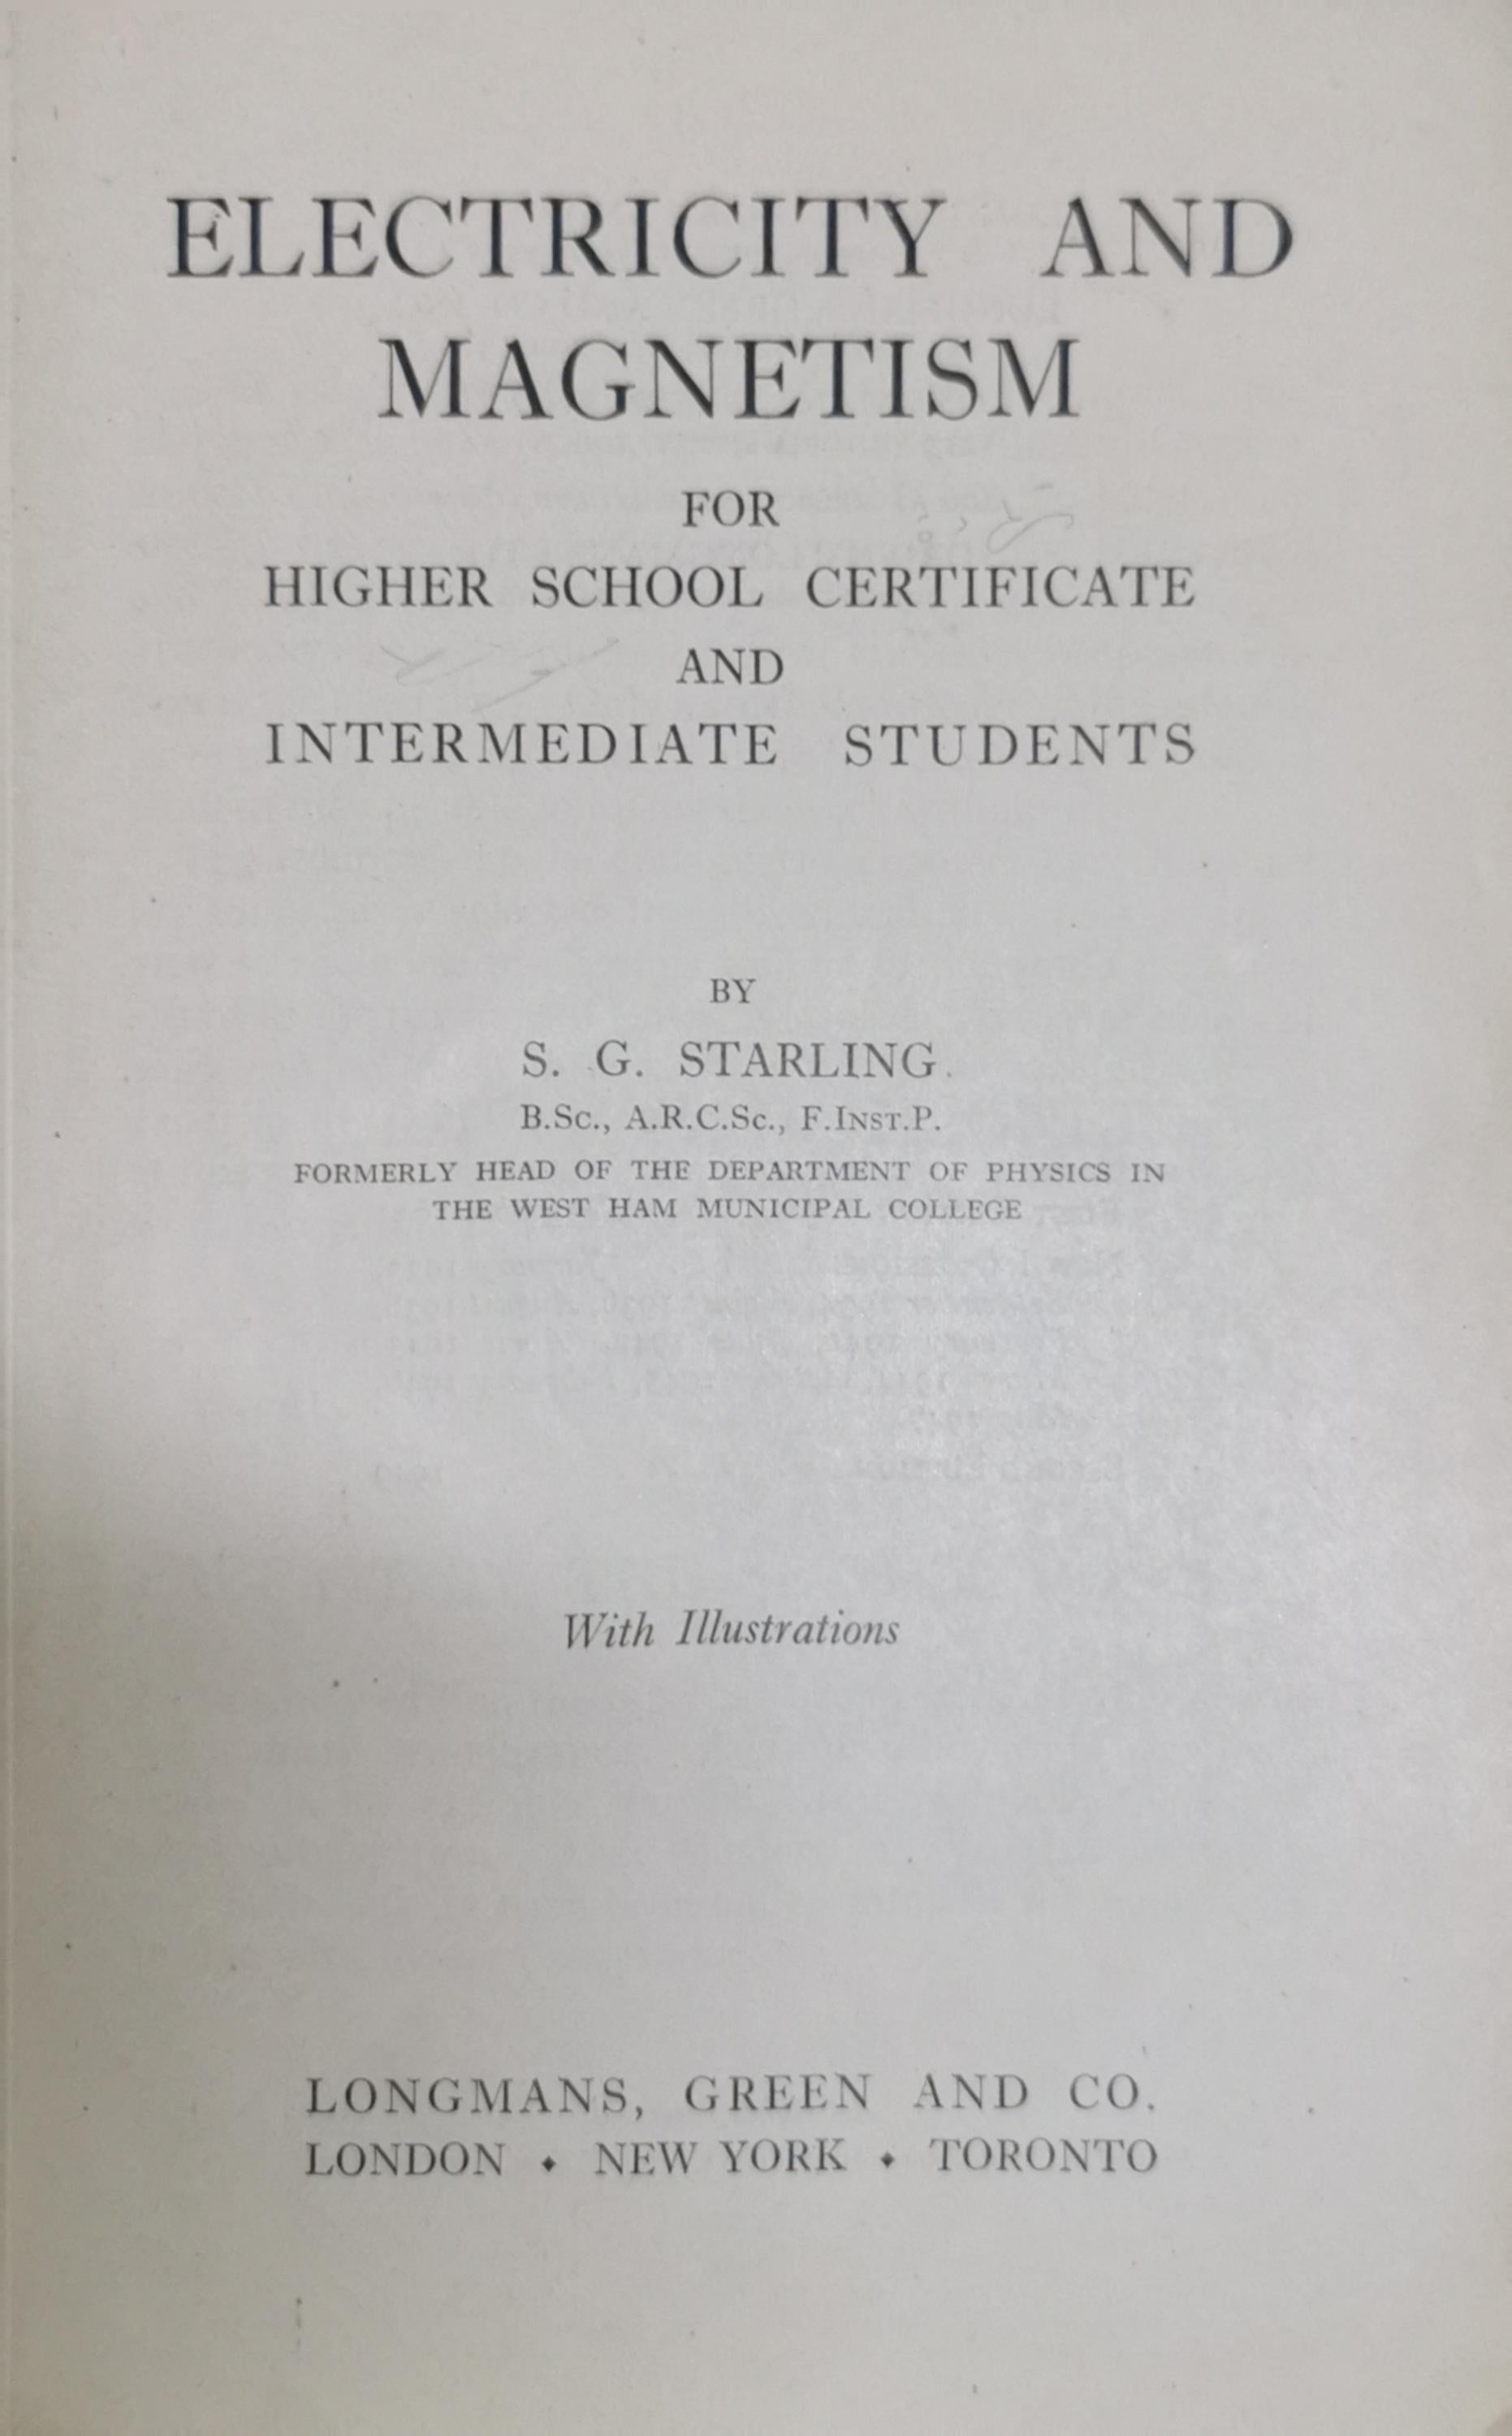 ELECTRICITY AND
MAGNETISM
FOR
HIGHER SCHOOL CERTIFICATE
AND
INTERMEDIATE STUDENTS
BY
S. G. STARLING.
B.Sc., A.R.C.Sc., F.INST.P.
FORMERLY HEAD OF THE DEPARTMENT OF PHYSICS IN
THE WEST HAM MUNICIPAL COLLEGE
With Illustrations
LONGMANS, GREEN AND CO.
LONDON ♦ NEW YORK ♦ TORONTO